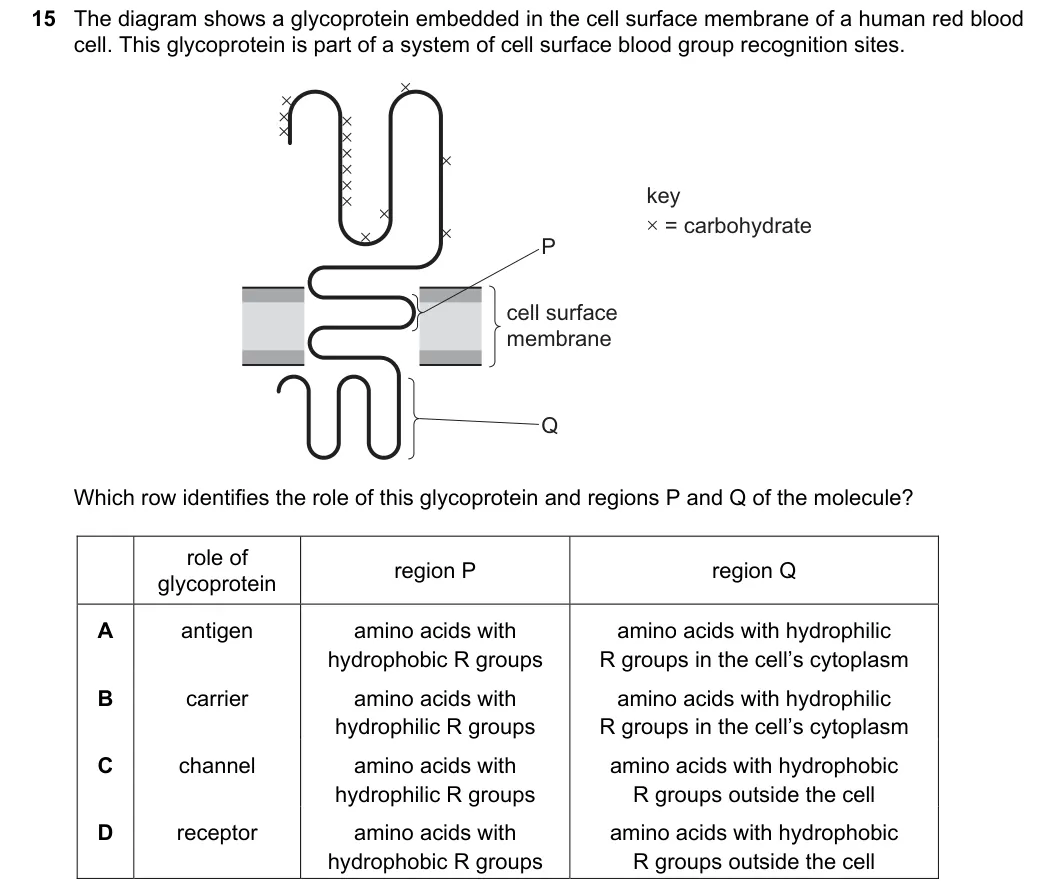 15 The diagram shows a glycoprotein embedded in the cell surface membrane of a human red blood
cell. This glycoprotein is part of a system of cell surface blood group recognition sites.
key
× = carbohydrate
P
cell surface
membrane
Q
Which row identifies the role of this glycoprotein and regions P and Q of the molecule?
role of
glycoprotein
region P
region Q
A
antigen
amino acids with
hydrophobic R groups
amino acids with hydrophilic
R groups in the cell's cytoplasm
B
carrier
amino acids with
hydrophilic R groups
amino acids with hydrophilic
R groups in the cell's cytoplasm
C
channel
amino acids with
hydrophilic R groups
amino acids with hydrophobic
R groups outside the cell
D
receptor
amino acids with
hydrophobic R groups
amino acids with hydrophobic
R groups outside the cell